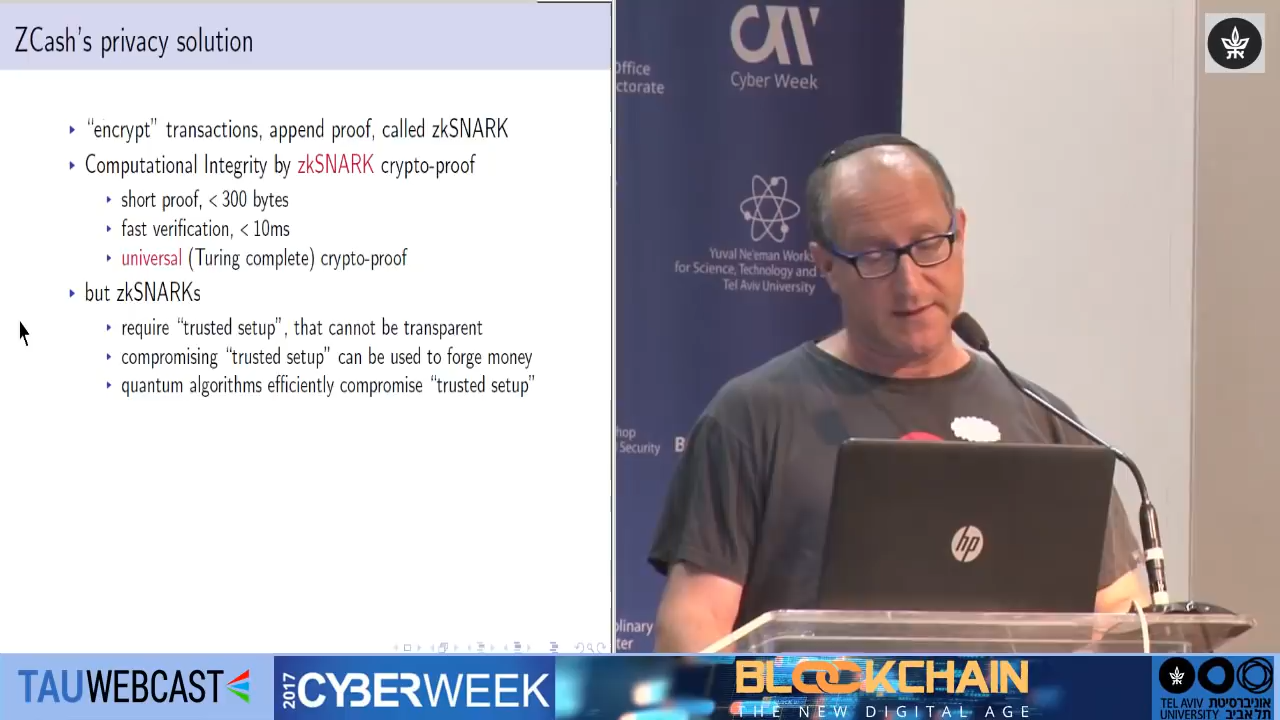 ZCash's privacy solution
"encrypt" transactions, append proof, called zkSNARK
Computational Integrity by zkSNARK crypto-proof
short proof, < 300 bytes
fast verification, < 10ms
universal (Turing complete) crypto-proof
but zkSNARKs
require "trusted setup", that cannot be transparent
compromising "trusted setup" can be used to forge money
quantum algorithms efficiently compromise "trusted setup"
Office
ctorate
Cyber Week
Yuval Ne'eman Works
for Science, Technology and
Tel Aviv University
hop
Security
B
plinary
ter
hp
TAUWEBCAST
2017 CYBERWEEK
BLOCKCHAIN
THE NEW DIGITAL AGE
TEL AVIV אוניברסיטת
UNIVERSITY תל אביב